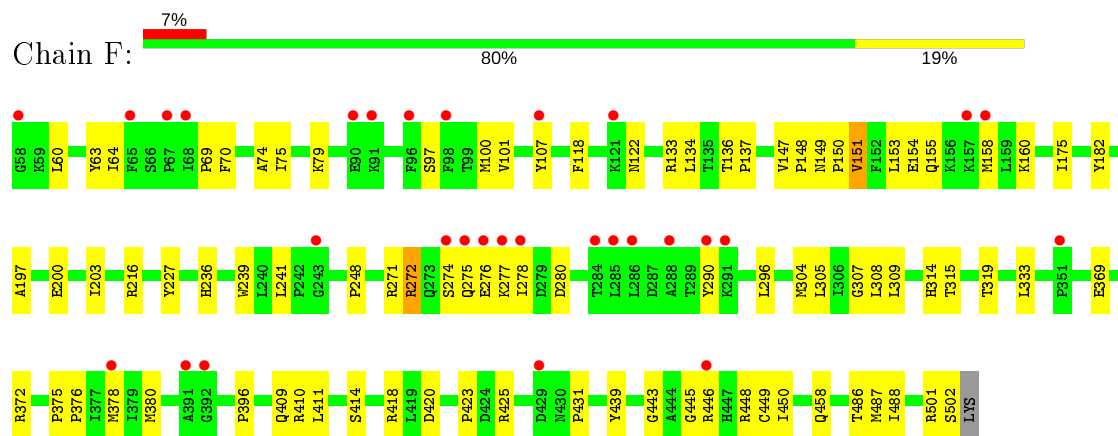 7%
Chain F:
80% 19%
G58 K59 L60 Y63 I64 F65 S66 P67 I68 P69 F70 A74 I75 K79 E90 K91 F96 S97 F98 T99 M100 V101 Y107 F118 K121 N122 R133 L134 T135 T136 P137 V147 P148 N149 P150 V151 F152 L153 E154 Q155 K156 K157 M158 L159 K160 I175 Y182
A197 E200 I203 R216 Y227 H236 W239 L240 L241 P242 G243 P248 R271 R272 Q273 S274 Q275 E276 K277 I278 D279 D280 T284 L285 L286 D287 A288 T289 Y290 K291 L296 M304 L305 I306 G307 L308 L309 H314 T315 T319 L333 P351 E369
R372 P375 P376 I377 M378 I379 M380 A391 G392 P396 Q409 R410 L411 S414 R418 L419 D420 P423 D424 R425 D429 N430 P431 Y439 G443 A444 G445 R446 H447 R448 C449 I450 Q458 T486 M487 I488 R501 S502 LYS